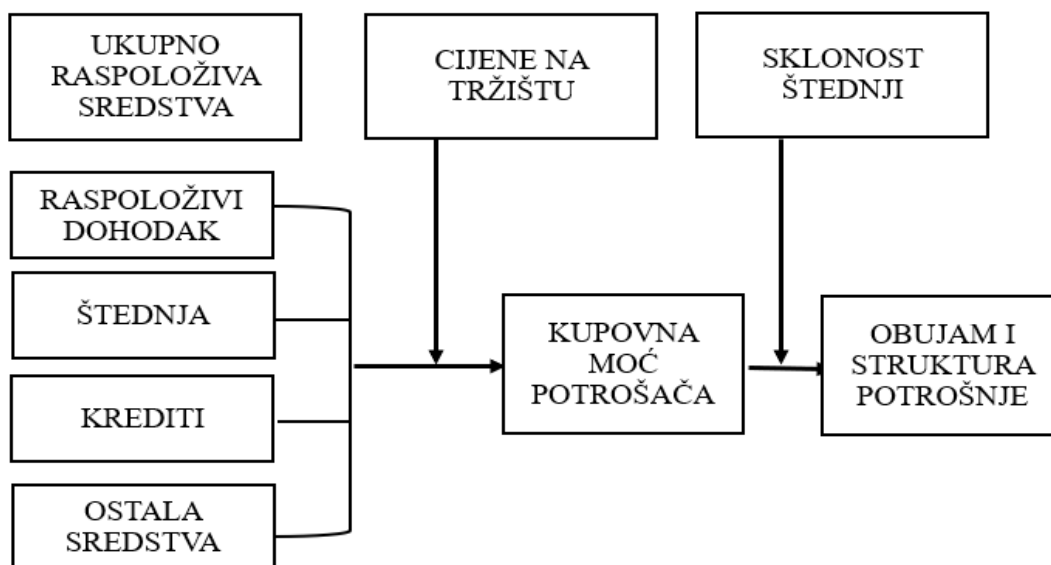 UKUPNO
RASPOLOŽIVA
SREDSTVA
CIJENE NA
TRŽIŠTU
SKLONOST
ŠTEDNJI
RASPOLOŽIVI
DOHODAK
ŠTEDNJA
KREDITI
OSTALA
SREDSTVA
KUPOVNA
MOĆ
POTROŠAČA
OBUJAM I
STRUKTURA
POTROŠNJE